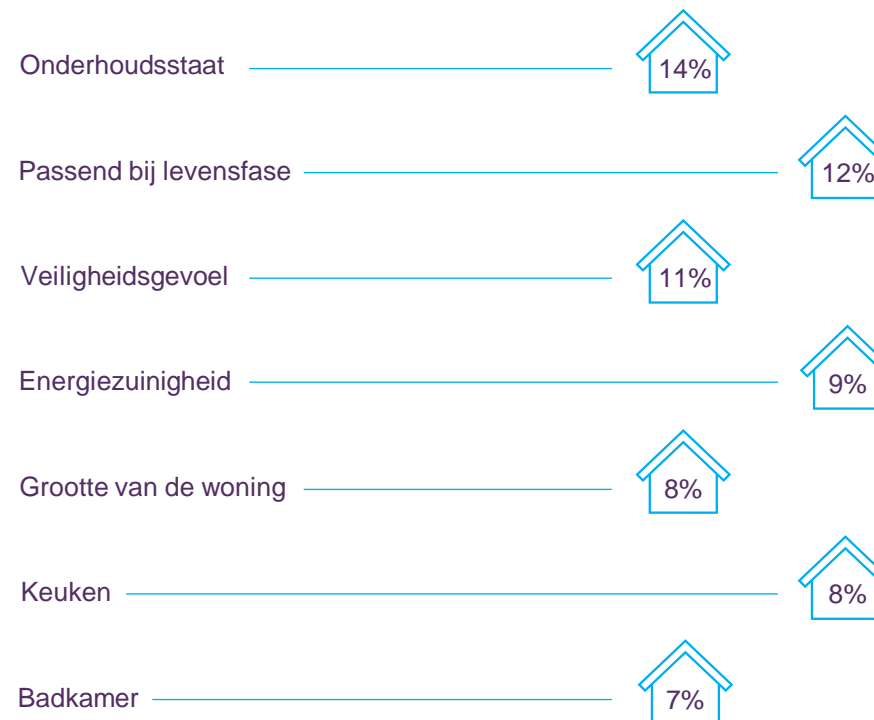 Onderhoudsstaat 14%
Passend bij levensfase 12%
Veiligheidsgevoel 11%
Energiezuinigheid 9%
Grootte van de woning 8%
Keuken 8%
Badkamer 7%